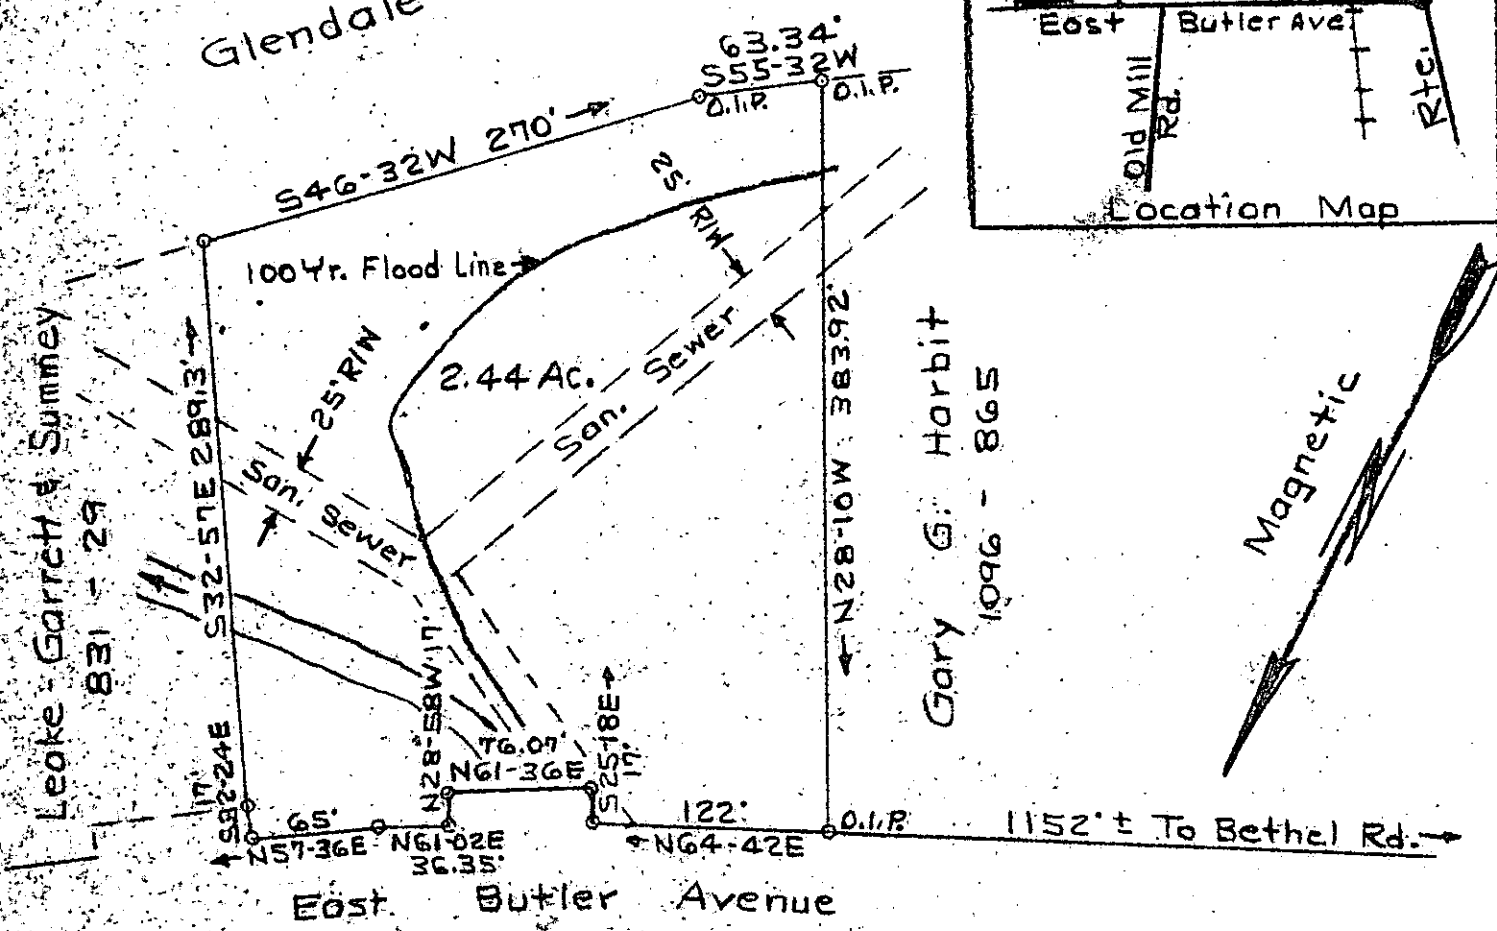 Glendale
63.34'
S55-32W
O.I.P.
O.I.P.
S46-32W 270'
East Butler Ave.
Old Mill
Rd.
Rte.
Location Map
25'
R/W
100 Yr. Flood Line
25' R/W
2.44 Ac.
San. Sewer
San. Sewer
S32-57E 289.13'
N28-10W 383.92'
Leake-Garrett & Summey
831 - 29
Gary G. Harbit
1096 - 865
Magnetic
17'
S32-24E
65'
N57-36E
N61-02E
36.35'
N28-58W 17'
76.07'
N61-36E
S25-18E
17'
122'
N64-42E
O.I.P.
1152' ± To Bethel Rd.
East Butler Avenue